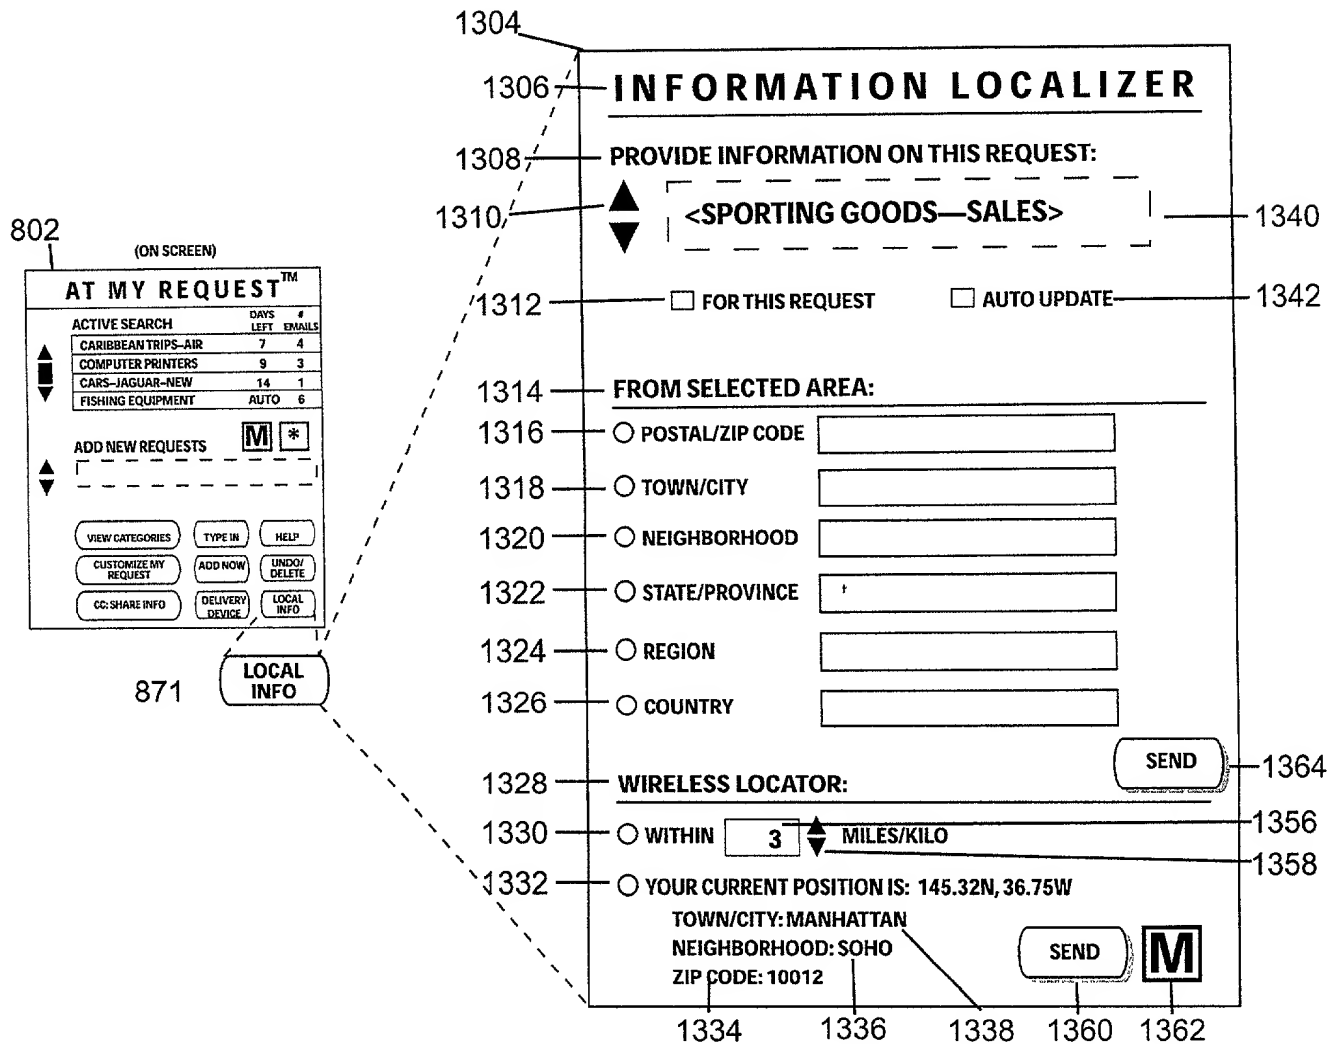 1304
1306 INFORMATION LOCALIZER
1308 PROVIDE INFORMATION ON THIS REQUEST:
1310 <SPORTING GOODS—SALES> 1340
1312 FOR THIS REQUEST AUTO UPDATE 1342
1314 FROM SELECTED AREA:
1316 POSTAL/ZIP CODE
1318 TOWN/CITY
1320 NEIGHBORHOOD
1322 STATE/PROVINCE
1324 REGION
1326 COUNTRY
SEND 1364
1328 WIRELESS LOCATOR:
1330 WITHIN 3 MILES/KILO 1356
1358
1332 YOUR CURRENT POSITION IS: 145.32N, 36.75W
TOWN/CITY: MANHATTAN
NEIGHBORHOOD: SOHO
ZIP CODE: 10012
SEND M
1334 1336 1338 1360 1362
802
(ON SCREEN)
AT MY REQUEST™
ACTIVE SEARCH DAYS LEFT # EMAILS
CARIBBEAN TRIPS–AIR 7 4
COMPUTER PRINTERS 9 3
CARS–JAGUAR–NEW 14 1
FISHING EQUIPMENT AUTO 6
ADD NEW REQUESTS M *
VIEW CATEGORIES TYPE IN HELP
CUSTOMIZE MY REQUEST ADD NOW UNDO/ DELETE
CC: SHARE INFO DELIVERY DEVICE LOCAL INFO
871 LOCAL
INFO